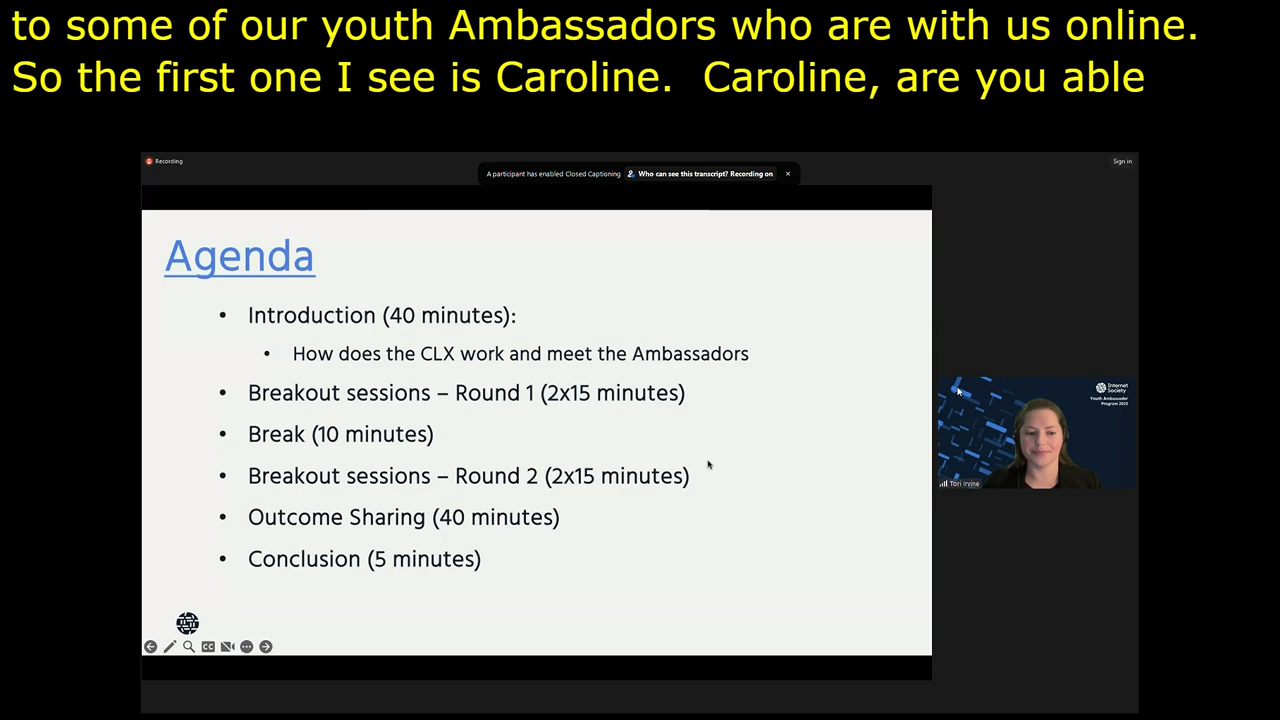 to some of our youth Ambassadors who are with us online.
So the first one I see is Caroline.  Caroline, are you able
Recording
A participant has enabled Closed Captioning Who can see this transcript? Recording on
Sign in
Agenda
• Introduction (40 minutes):
• How does the CLX work and meet the Ambassadors
• Breakout sessions – Round 1 (2x15 minutes)
• Break (10 minutes)
• Breakout sessions – Round 2 (2x15 minutes)
• Outcome Sharing (40 minutes)
• Conclusion (5 minutes)
CC
Internet
Society
Youth Ambassador
Program 2023
Tori Irvine